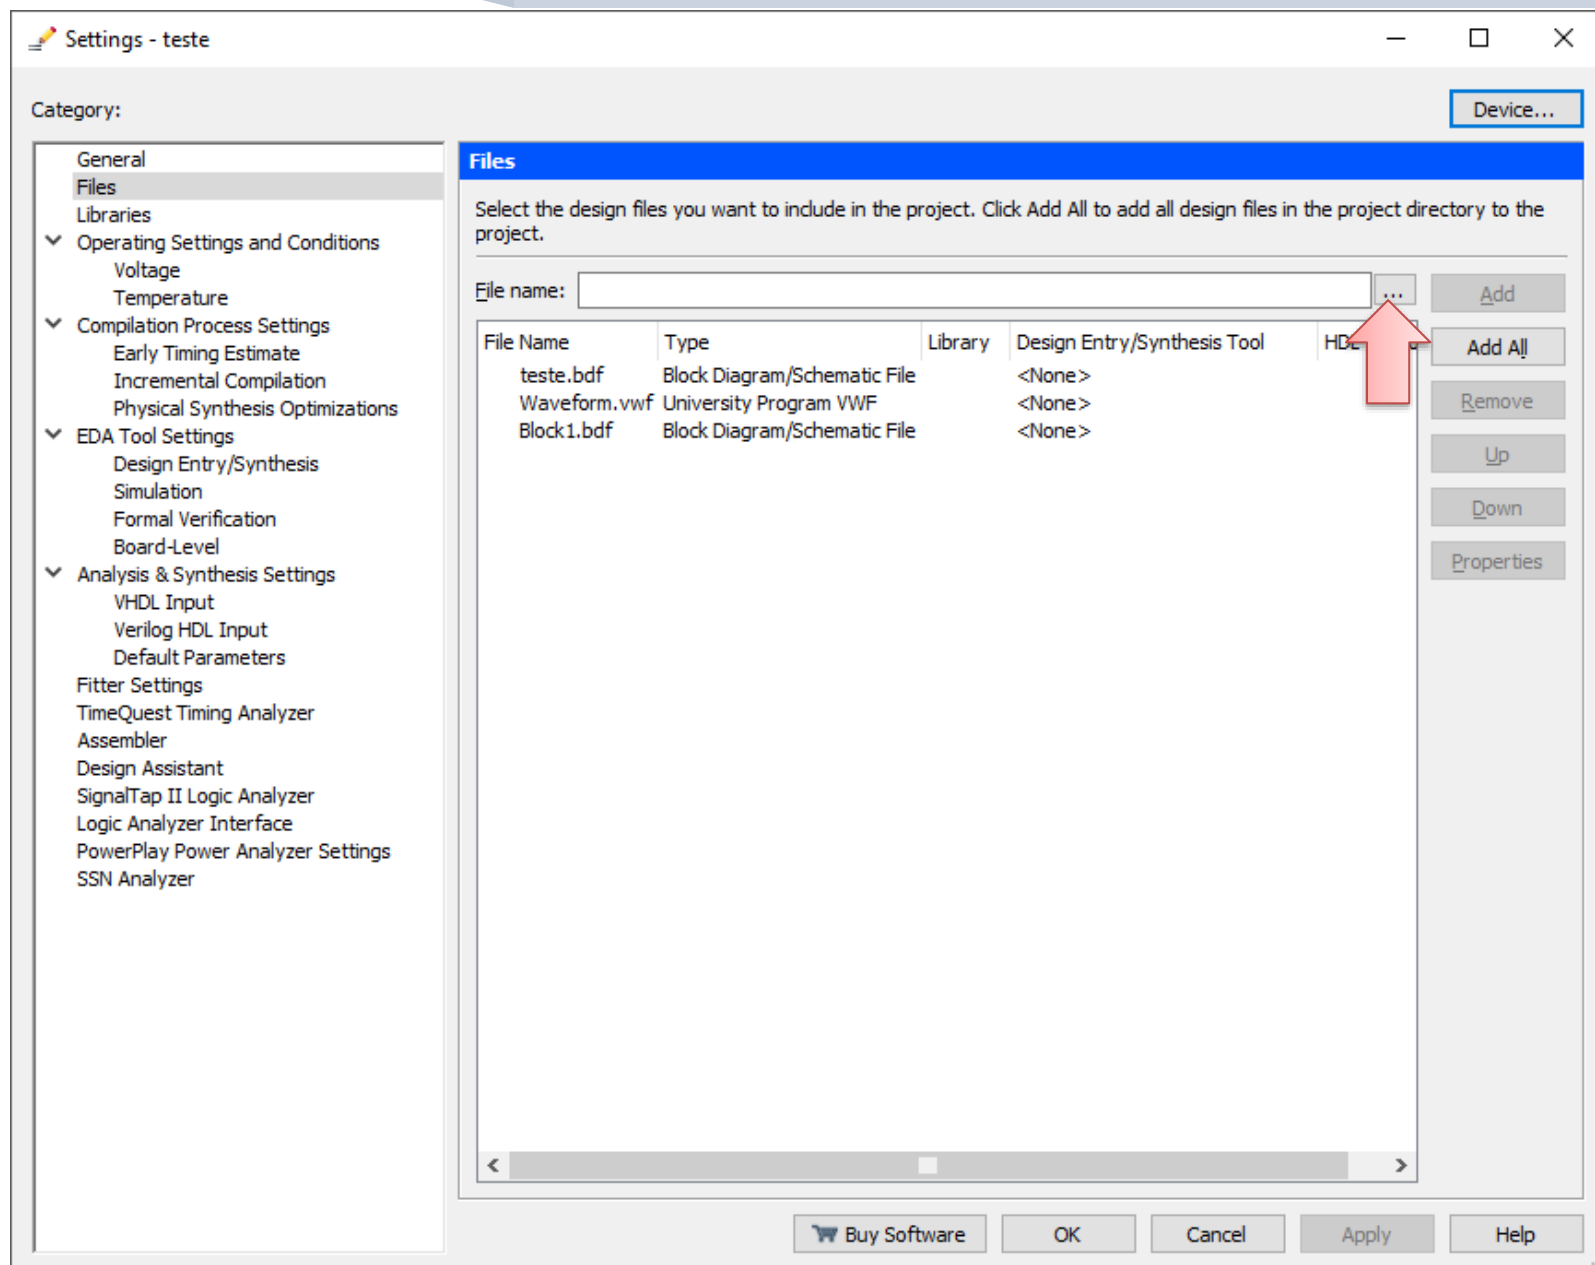 Settings - teste
Category:
Device...
General
Files
Libraries
Operating Settings and Conditions
Voltage
Temperature
Compilation Process Settings
Early Timing Estimate
Incremental Compilation
Physical Synthesis Optimizations
EDA Tool Settings
Design Entry/Synthesis
Simulation
Formal Verification
Board-Level
Analysis & Synthesis Settings
VHDL Input
Verilog HDL Input
Default Parameters
Fitter Settings
TimeQuest Timing Analyzer
Assembler
Design Assistant
SignalTap II Logic Analyzer
Logic Analyzer Interface
PowerPlay Power Analyzer Settings
SSN Analyzer
Files
Select the design files you want to include in the project. Click Add All to add all design files in the project directory to the
project.
File name: ... Add
File Name Type Library Design Entry/Synthesis Tool HDL Add All
teste.bdf Block Diagram/Schematic File <None>
Waveform.vwf University Program VWF <None> Remove
Block1.bdf Block Diagram/Schematic File <None>
Up
Down
Properties
Buy Software OK Cancel Apply Help